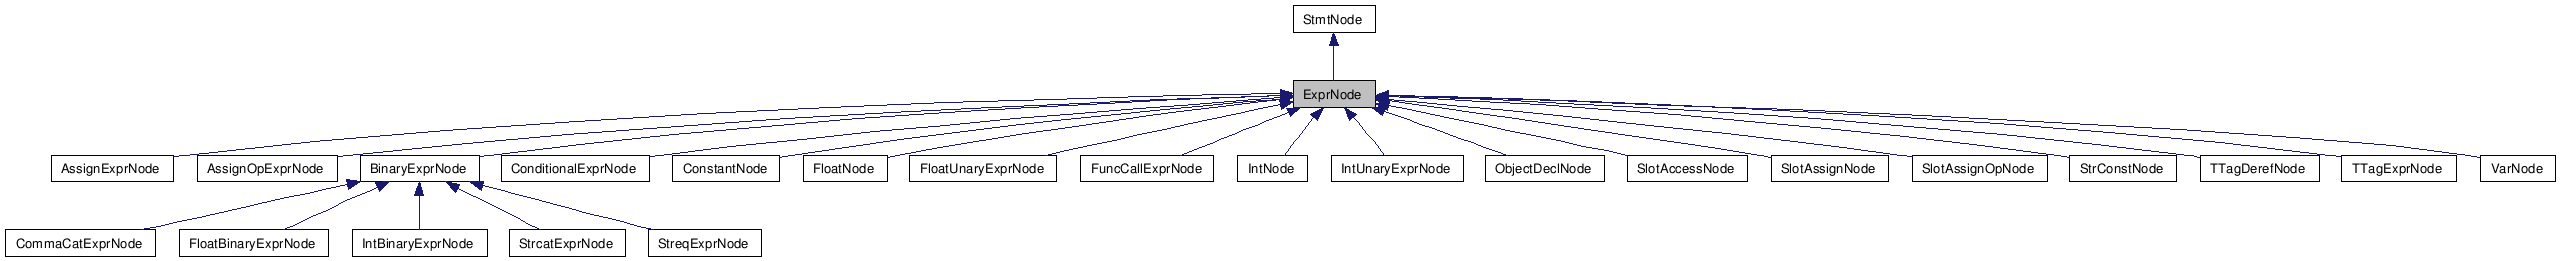 StmtNode
ExprNode
AssignExprNode
AssignOpExprNode
BinaryExprNode
ConditionalExprNode
ConstantNode
FloatNode
FloatUnaryExprNode
FuncCallExprNode
IntNode
IntUnaryExprNode
ObjectDeclNode
SlotAccessNode
SlotAssignNode
SlotAssignOpNode
StrConstNode
TTagDerefNode
TTagExprNode
VarNode
CommaCatExprNode
FloatBinaryExprNode
IntBinaryExprNode
StrcatExprNode
StreqExprNode